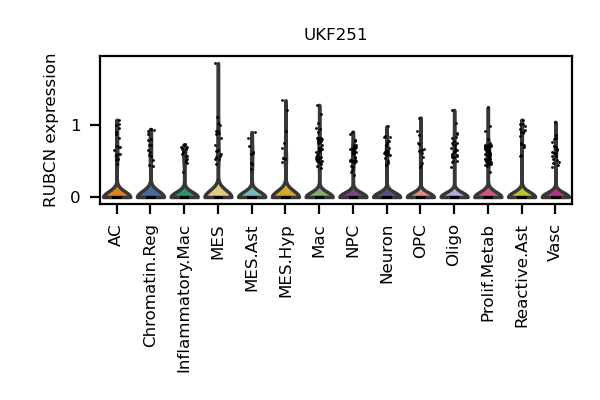 UKF251
RUBCN expression
1
0
AC
Chromatin.Reg
Inflammatory.Mac
MES
MES.Ast
MES.Hyp
Mac
NPC
Neuron
OPC
Oligo
Prolif.Metab
Reactive.Ast
Vasc